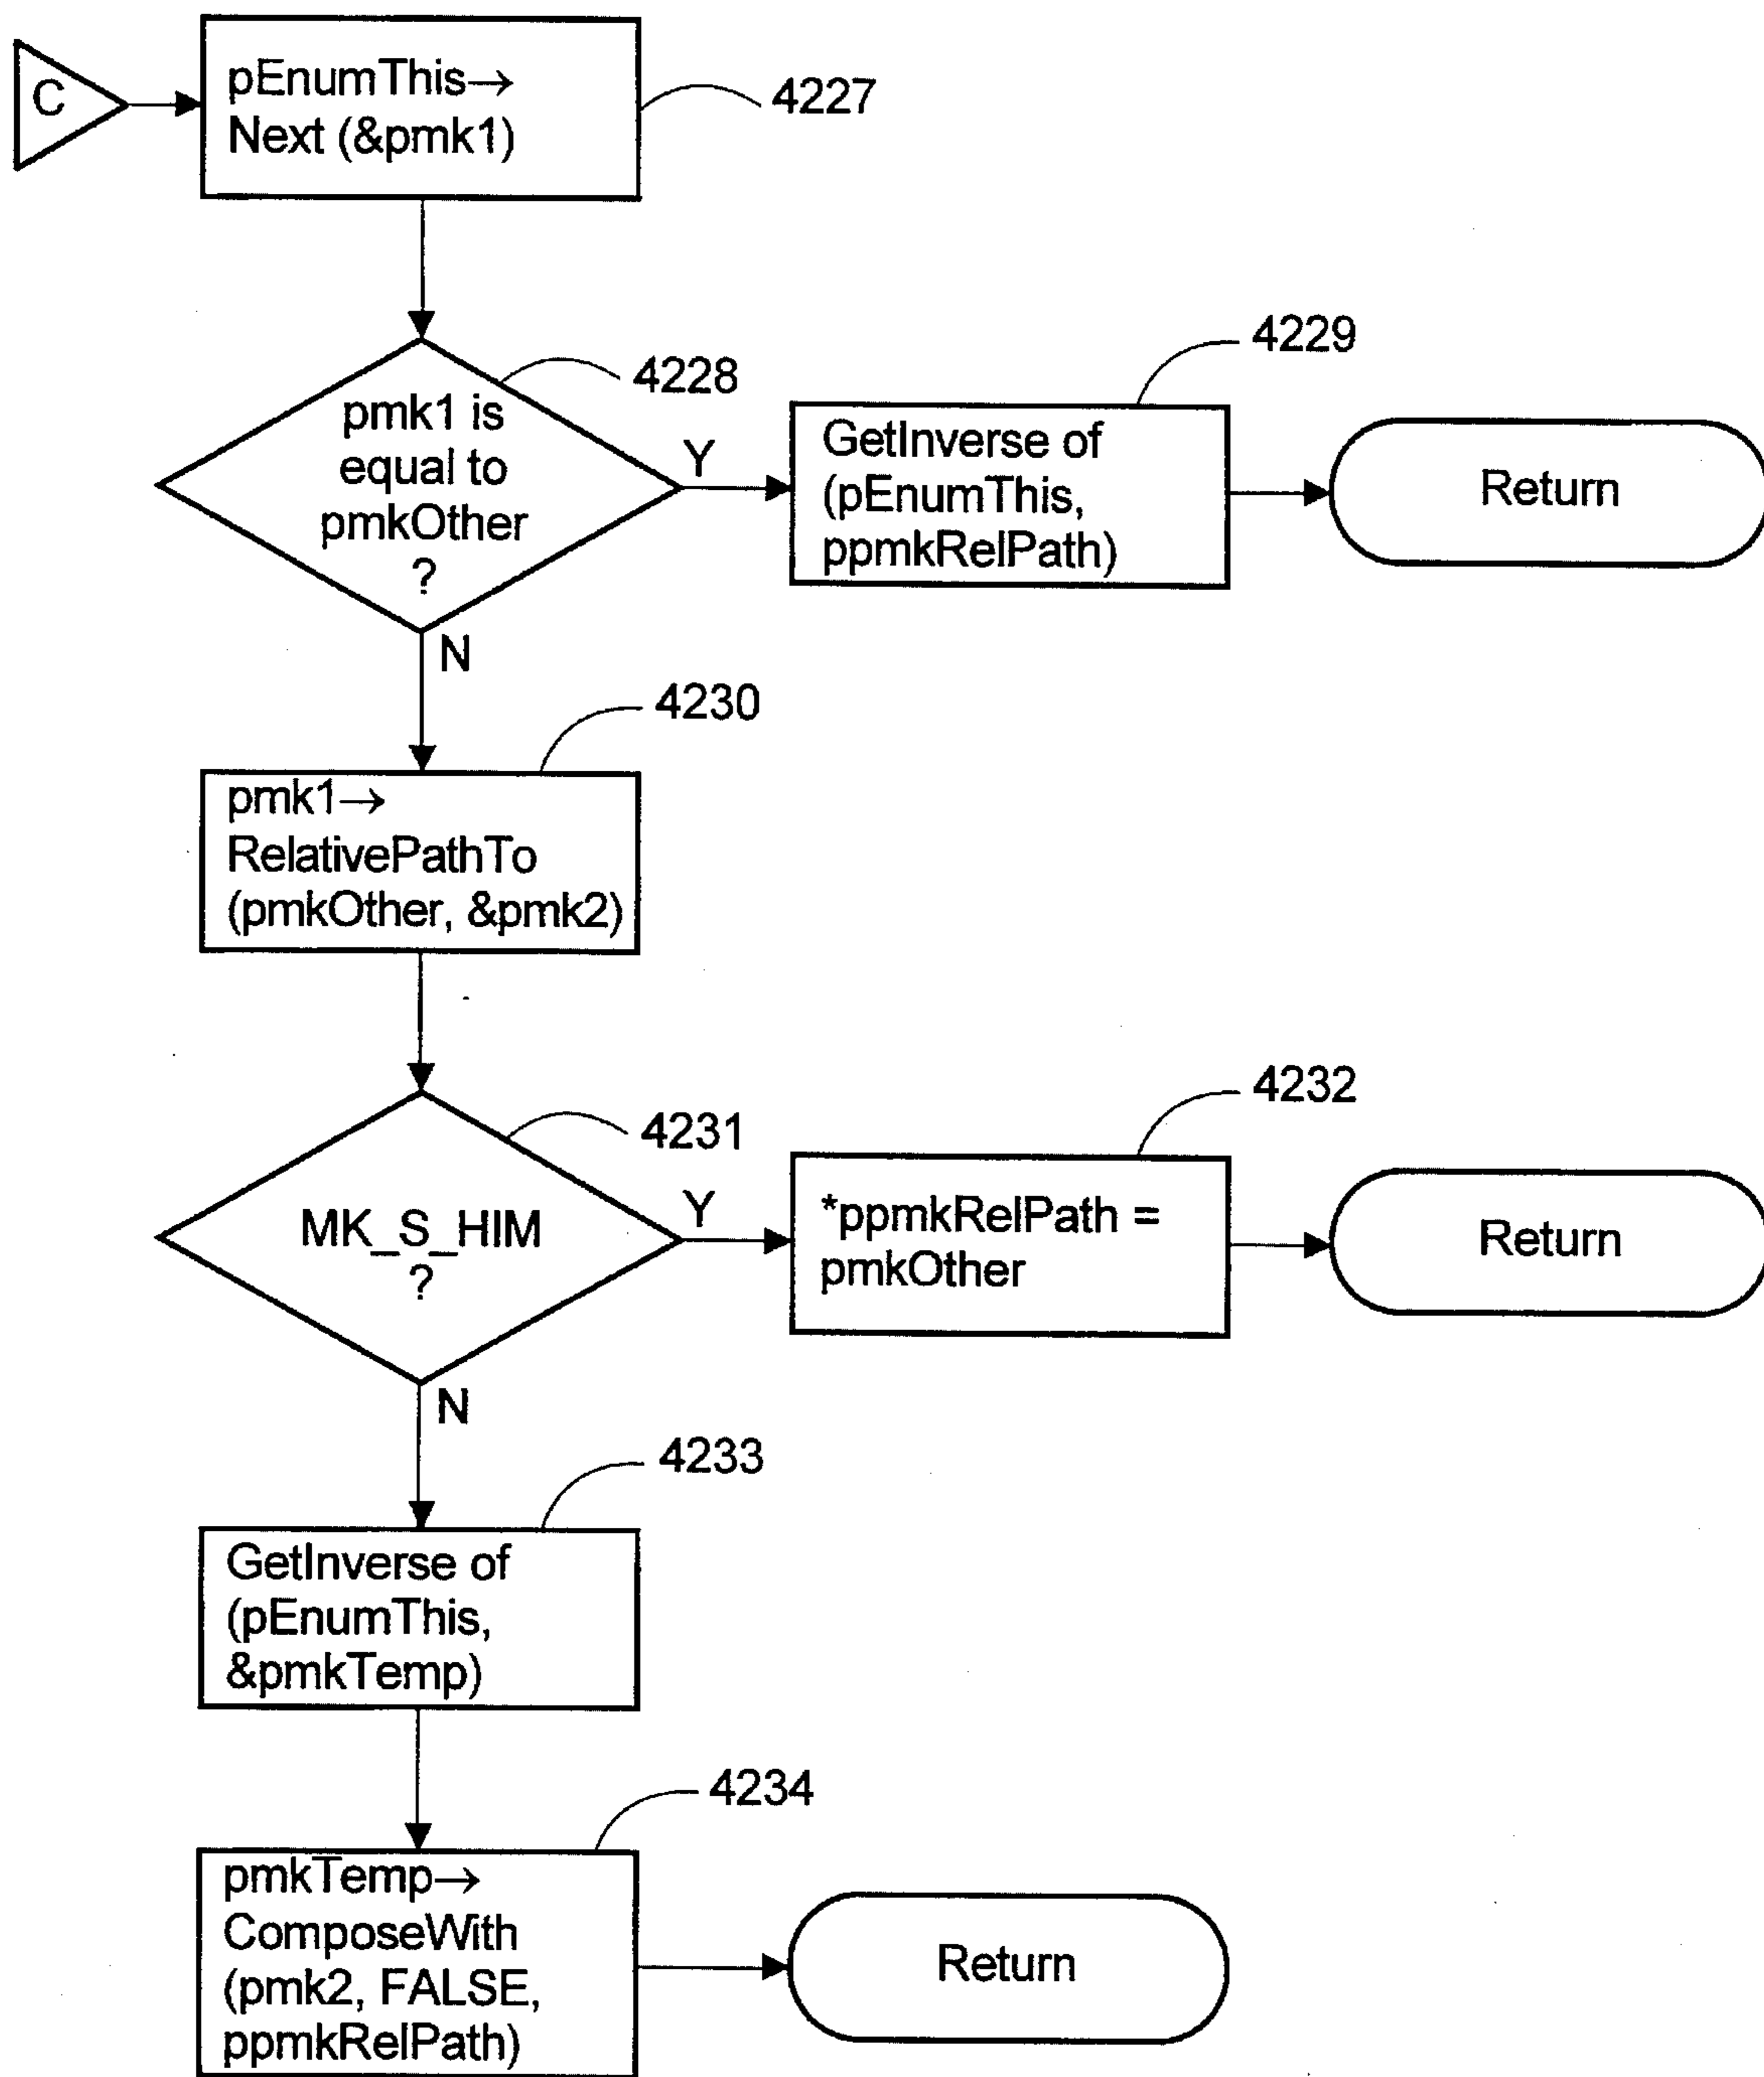 C
pEnumThis→
Next (&pmk1)
4227
4228
pmk1 is
equal to
pmkOther
?
Y
N
4229
GetInverse of
(pEnumThis,
ppmkRelPath)
Return
4230
pmk1→
RelativePathTo
(pmkOther, &pmk2)
4231
MK_S_HIM
?
Y
N
4232
*ppmkRelPath =
pmkOther
Return
4233
GetInverse of
(pEnumThis,
&pmkTemp)
4234
pmkTemp→
ComposeWith
(pmk2, FALSE,
ppmkRelPath)
Return